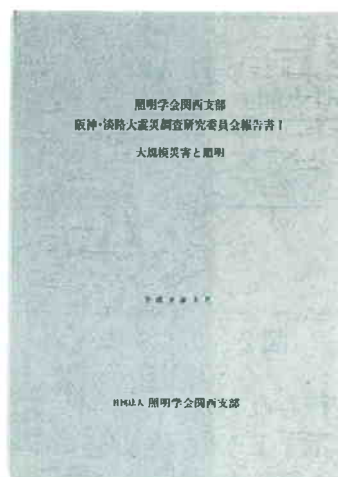 照明学会関西支部
阪神・淡路大震災調査研究委員会報告書 I
大規模災害と照明
社団法人 照明学会関西支部